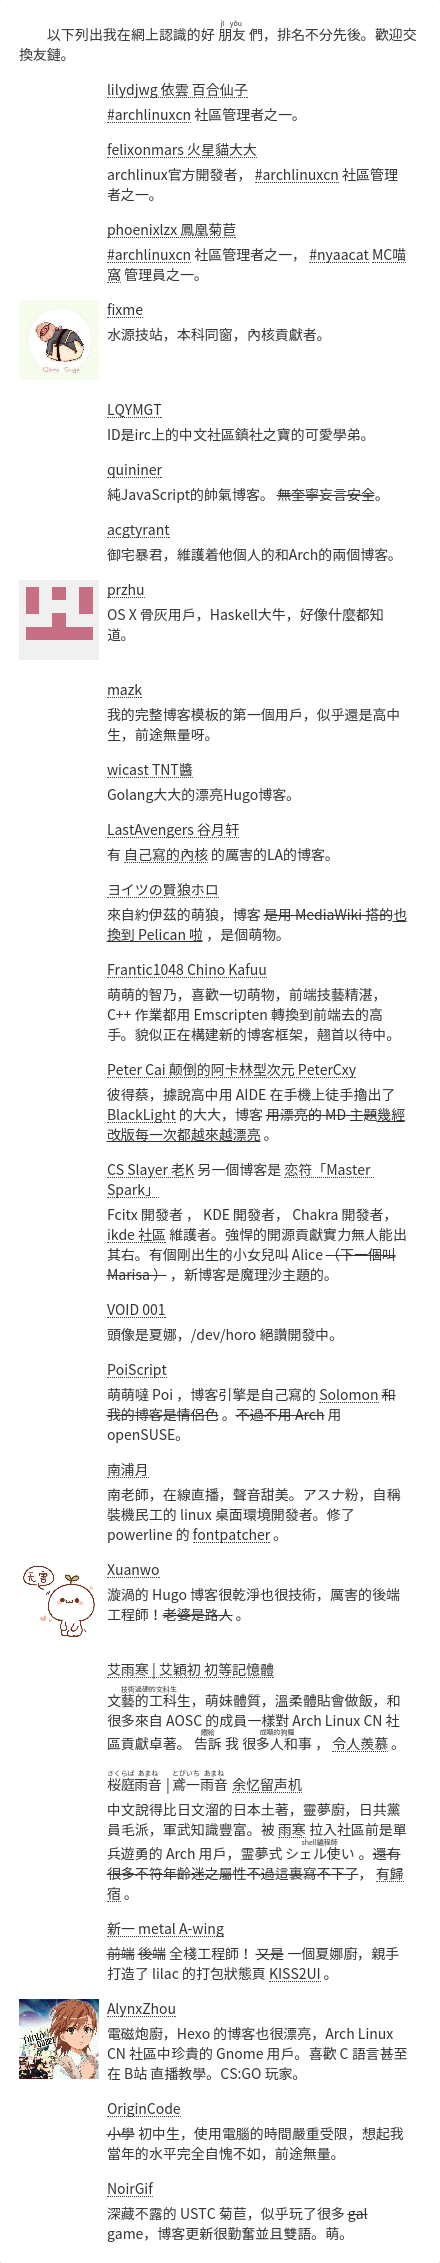 以下列出我在網上認識的好 朋友 們，排名不分先後。歡迎交
jī yǒu
換友鏈。
lilydjwg 依雲 百合仙子
#archlinuxcn 社區管理者之一。
felixonmars 火星貓大大
archlinux官方開發者， #archlinuxcn 社區管理
者之一。
phoenixlzx 鳳凰菊苣
#archlinuxcn 社區管理者之一， #nyaacat MC喵
窩 管理員之一。
fixme
水源技站，本科同窗，內核貢獻者。
LQYMGT
ID是irc上的中文社區鎮社之寶的可愛學弟。
quininer
純JavaScript的帥氣博客。 無奎寧妄言安全。
acgtyrant
御宅暴君，維護着他個人的和Arch的兩個博客。
przhu
OS X 骨灰用戶，Haskell大牛，好像什麼都知
道。
mazk
我的完整博客模板的第一個用戶，似乎還是高中
生，前途無量呀。
wicast TNT醬
Golang大大的漂亮Hugo博客。
LastAvengers 谷月轩
有 自己寫的內核 的厲害的LA的博客。
ヨイツの賢狼ホロ
來自約伊茲的萌狼，博客 是用 MediaWiki 搭的也
換到 Pelican 啦 ，是個萌物。
Frantic1048 Chino Kafuu
萌萌的智乃，喜歡一切萌物，前端技藝精湛，
C++ 作業都用 Emscripten 轉換到前端去的高
手。貌似正在構建新的博客框架，翹首以待中。
Peter Cai 颠倒的阿卡林型次元 PeterCxy
彼得蔡，據說高中用 AIDE 在手機上徒手擼出了
BlackLight 的大大，博客 用漂亮的 MD 主題幾經
改版每一次都越來越漂亮 。
CS Slayer 老K 另一個博客是 恋符「Master
Spark」
Fcitx 開發者 ， KDE 開發者， Chakra 開發者，
ikde 社區 維護者。強悍的開源貢獻實力無人能出
其右。有個剛出生的小女兒叫 Alice （下一個叫
Marisa ） ，新博客是魔理沙主題的。
VOID 001
頭像是夏娜，/dev/horo 絕讚開發中。
PoiScript
萌萌噠 Poi ，博客引擎是自己寫的 Solomon 和
我的博客是情侶色 。不過不用 Arch 用
openSUSE。
南浦月
南老師，在線直播，聲音甜美。アスナ粉，自稱
裝機民工的 linux 桌面環境開發者。修了
powerline 的 fontpatcher 。
无害
Xuanwo
漩渦的 Hugo 博客很乾淨也很技術，厲害的後端
工程師！老婆是路人 。
艾雨寒 | 艾穎初 初等記憶體
技術過硬的文科生
文藝的工科生，萌妹體質，溫柔體貼會做飯，和
很多來自 AOSC 的成員一樣對 Arch Linux CN 社
區貢獻卓著。 告訴 我 很多人和事 ， 令人羨慕 。
さくらば あまね とびいち あまね
桜庭雨音 | 鳶一雨音 余忆留声机
中文說得比日文溜的日本土著，靈夢廚，日共黨
員毛派，軍武知識豐富。被 雨寒 拉入社區前是單
shell編程師
兵遊勇的 Arch 用戶，靈夢式 シェル使い 。還有
很多不符年齡迷之屬性不過這裏寫不下了， 有歸
宿 。
新一 metal A-wing
前端 後端 全棧工程師！ 又是 一個夏娜廚，親手
打造了 lilac 的打包狀態頁 KISS2UI 。
AlynxZhou
電磁炮廚，Hexo 的博客也很漂亮，Arch Linux
CN 社區中珍貴的 Gnome 用戶。喜歡 C 語言甚至
在 B站 直播教學。CS:GO 玩家。
OriginCode
小學 初中生，使用電腦的時間嚴重受限，想起我
當年的水平完全自愧不如，前途無量。
NoirGif
深藏不露的 USTC 菊苣，似乎玩了很多 gal
game，博客更新很勤奮並且雙語。萌。